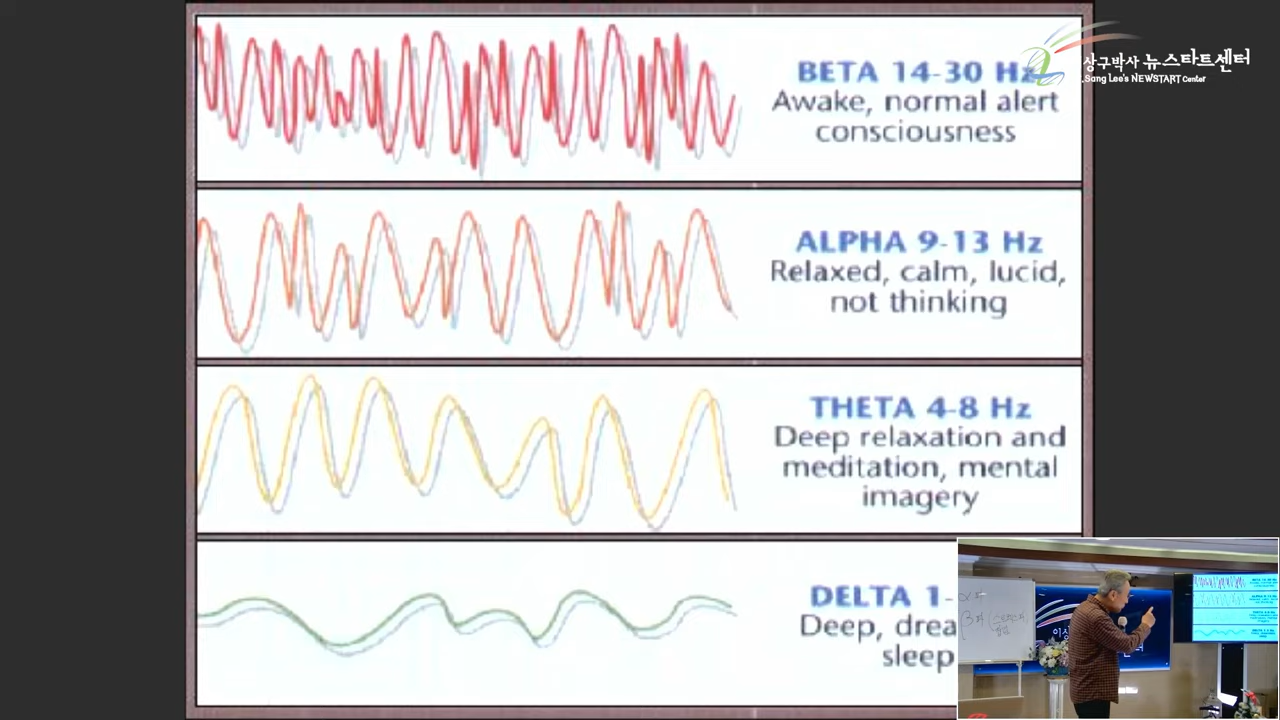 BETA 14-30 Hz
Awake, normal alert
consciousness
상구박사 뉴스타트센터
.Sang Lee's NEWSTART Center
ALPHA 9-13 Hz
Relaxed, calm, lucid,
not thinking
THETA 4-8 Hz
Deep relaxation and
meditation, mental
imagery
DELTA 1-
Deep, drea
sleep